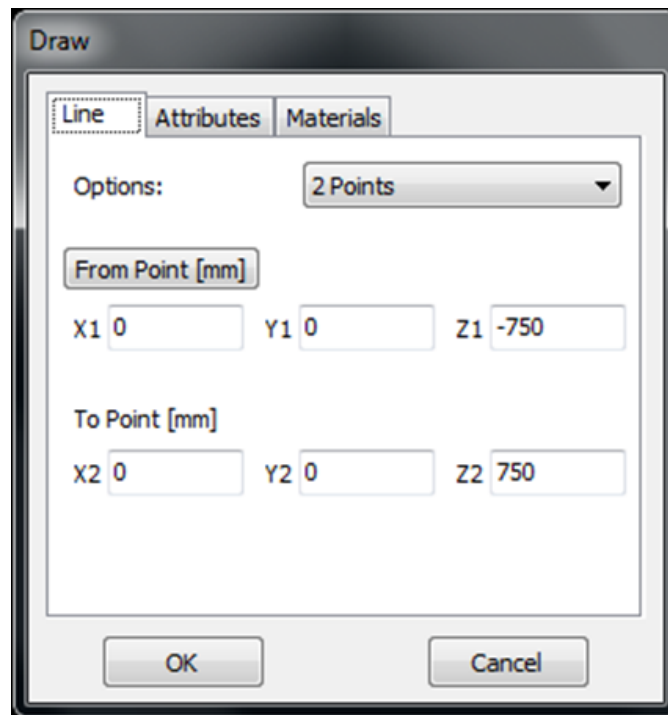 Draw
Line Attributes Materials
Options: 2 Points
From Point [mm]
X1 0 Y1 0 Z1 -750
To Point [mm]
X2 0 Y2 0 Z2 750
OK Cancel